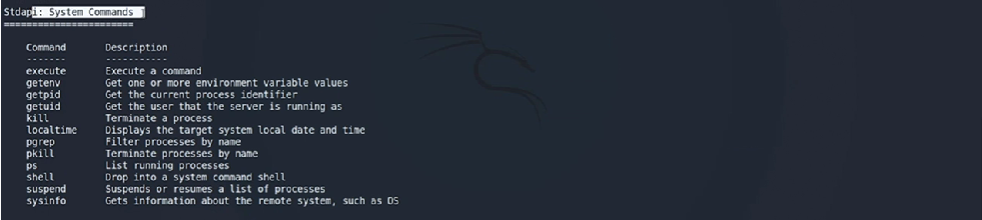 Stdapi: System Commands
=======================
Command Description
------- -----------
execute Execute a command
getenv Get one or more environment variable values
getpid Get the current process identifier
getuid Get the user that the server is running as
kill Terminate a process
localtime Displays the target system local date and time
pgrep Filter processes by name
pkill Terminate processes by name
ps List running processes
shell Drop into a system command shell
suspend Suspends or resumes a list of processes
sysinfo Gets information about the remote system, such as OS